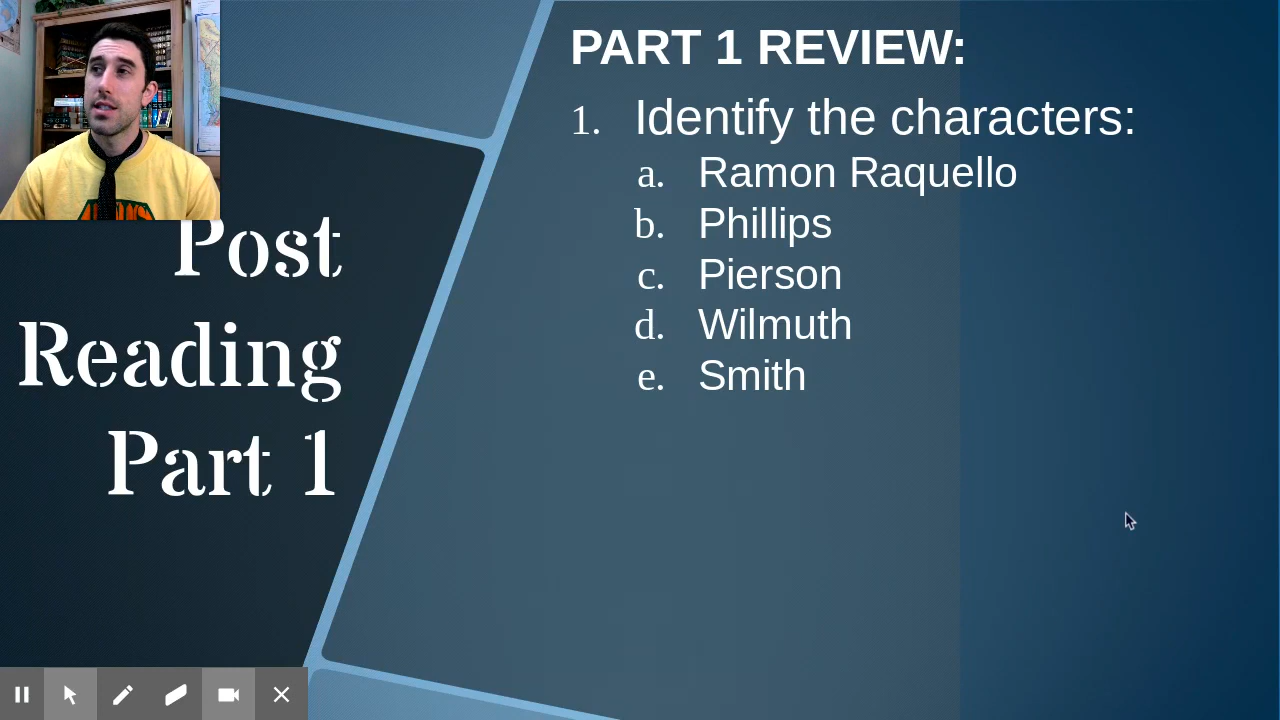 Post
Reading
Part 1
PART 1 REVIEW:
1. Identify the characters:
a. Ramon Raquello
b. Phillips
c. Pierson
d. Wilmuth
e. Smith